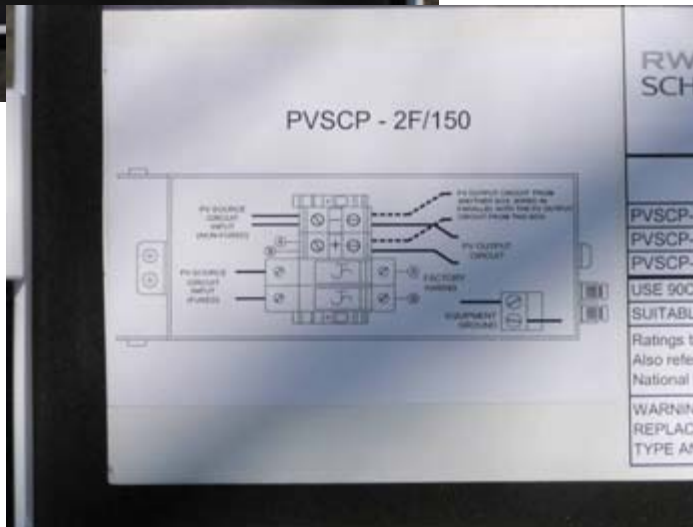 PVSCP - 2F/150
PV SOURCE
CIRCUIT
INPUT
(NON-FUSED)
PV OUTPUT CIRCUIT FROM
ANOTHER BOX WIRED IN
PARALLEL WITH THE PV OUTPUT
CIRCUIT FROM THIS BOX
PV OUTPUT
CIRCUIT
PV SOURCE
CIRCUIT
INPUT
(FUSED)
FACTORY
WIRING
EQUIPMENT
GROUND
RW
SCH
PVSCP-
PVSCP-
PVSCP-
USE 90C
SUITABL
Ratings t
Also refe
National
WARNIN
REPLAC
TYPE AN